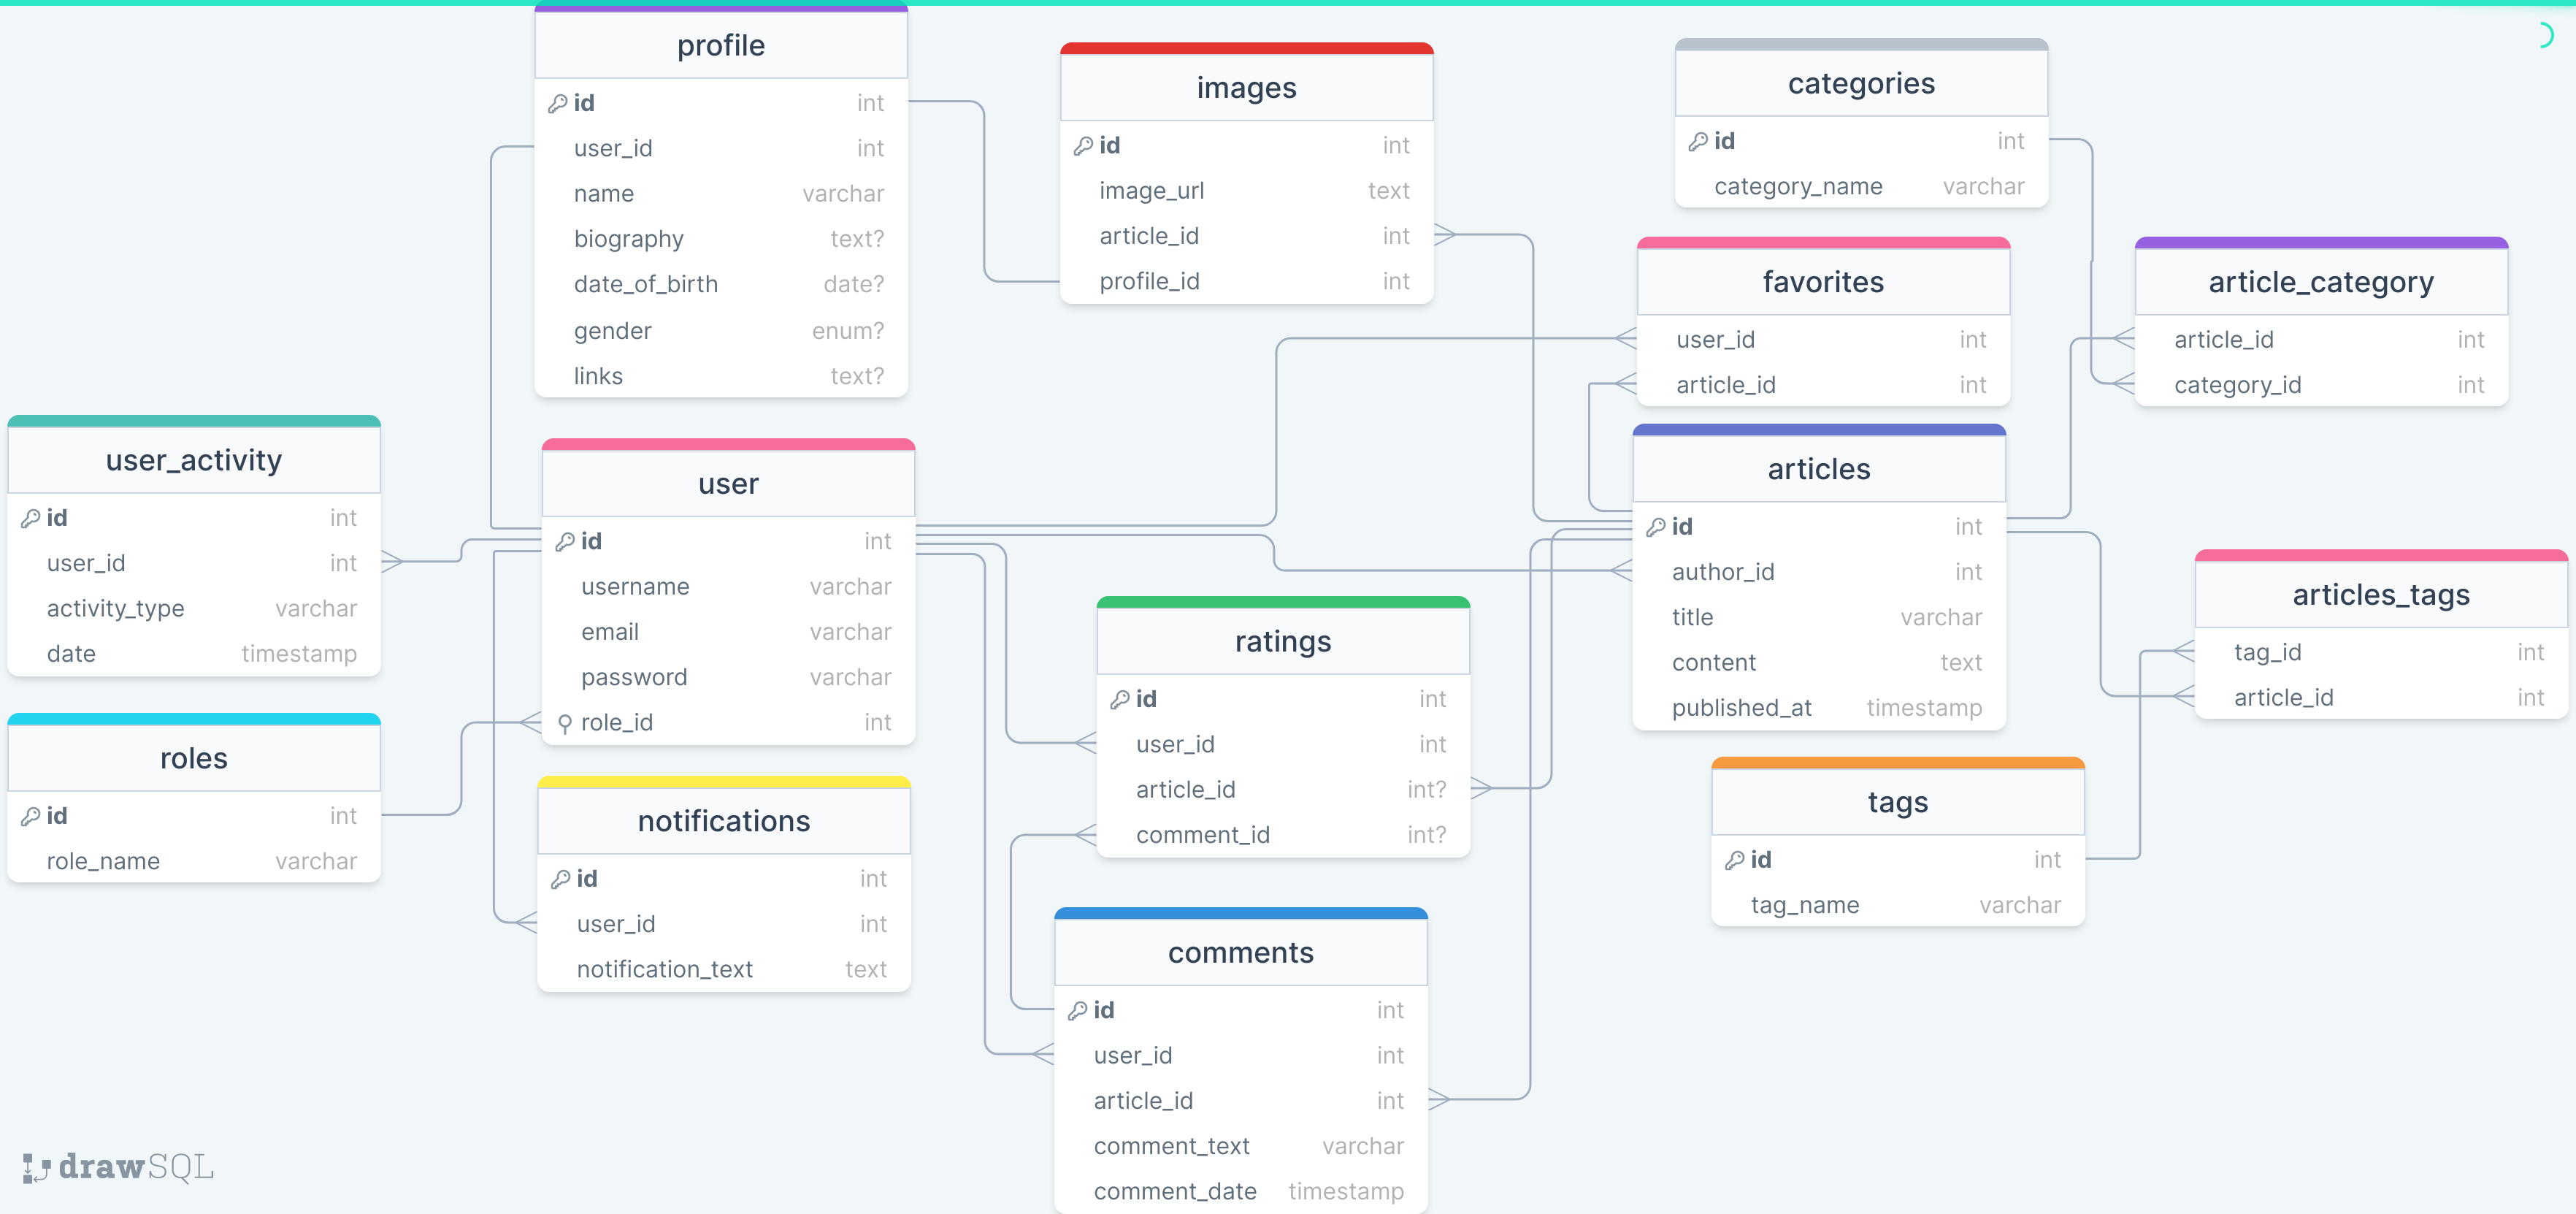 profile
id int
user_id int
name varchar
biography text?
date_of_birth date?
gender enum?
links text?
images
id int
image_url text
article_id int
profile_id int
categories
id int
category_name varchar
favorites
user_id int
article_id int
article_category
article_id int
category_id int
user_activity
id int
user_id int
activity_type varchar
date timestamp
user
id int
username varchar
email varchar
password varchar
role_id int
articles
id int
author_id int
title varchar
content text
published_at timestamp
articles_tags
tag_id int
article_id int
ratings
id int
user_id int
article_id int?
comment_id int?
roles
id int
role_name varchar
notifications
id int
user_id int
notification_text text
tags
id int
tag_name varchar
comments
id int
user_id int
article_id int
comment_text varchar
comment_date timestamp
drawSQL